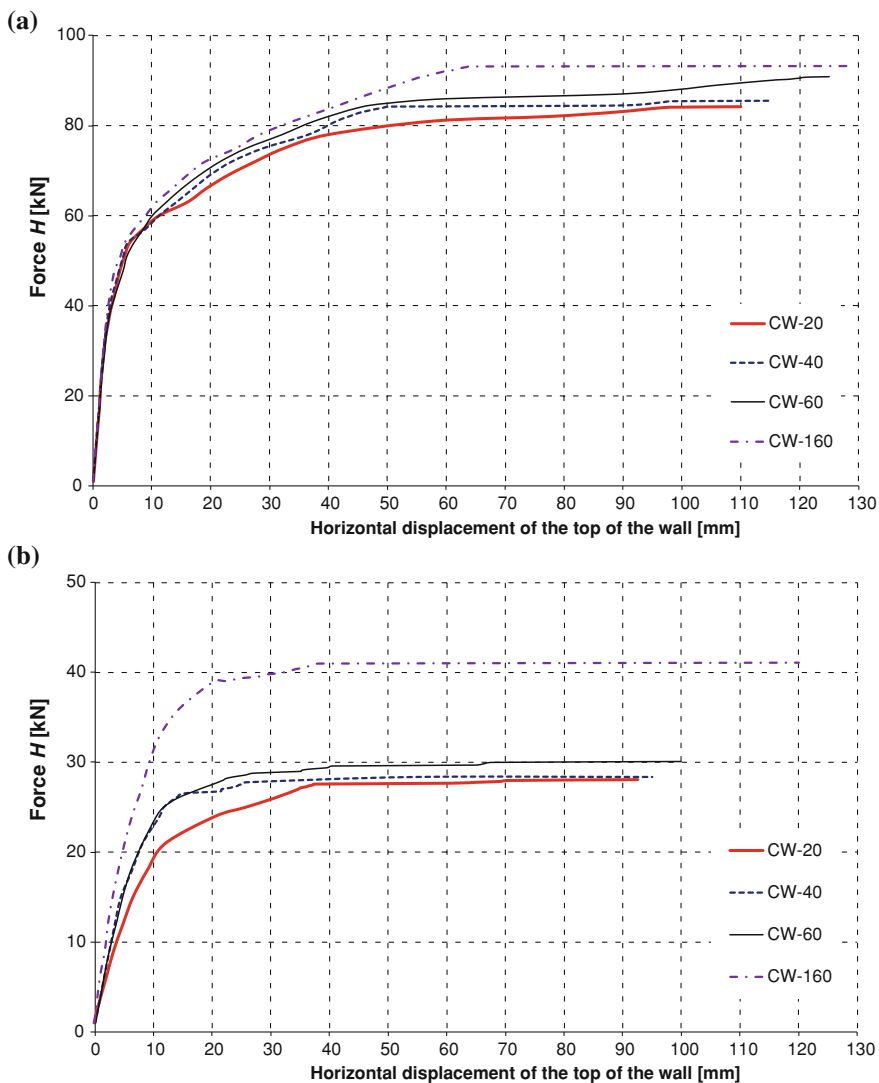 (a)
100
80
60
40
20
0
Force H [kN]
CW-20
CW-40
CW-60
CW-160
0 10 20 30 40 50 60 70 80 90 100 110 120 130
Horizontal displacement of the top of the wall [mm]
(b)
50
40
30
20
10
0
Force H [kN]
CW-20
CW-40
CW-60
CW-160
0 10 20 30 40 50 60 70 80 90 100 110 120 130
Horizontal displacement of the top of the wall [mm]